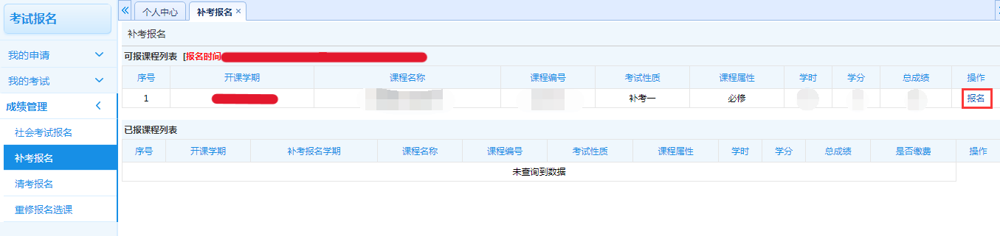 考试报名
我的申请
我的考试
成绩管理
社会考试报名
补考报名
清考报名
重修报名选课
个人中心 补考报名 ×
补考报名
可报课程列表 [报名时间
序号 开课学期 课程名称 课程编号 考试性质 课程属性 学时 学分 总成绩 操作
1 补考一 必修 报名
已报课程列表
序号 开课学期 补考报名学期 课程名称 课程编号 考试性质 课程属性 学时 学分 总成绩 是否缴费 操作
未查询到数据